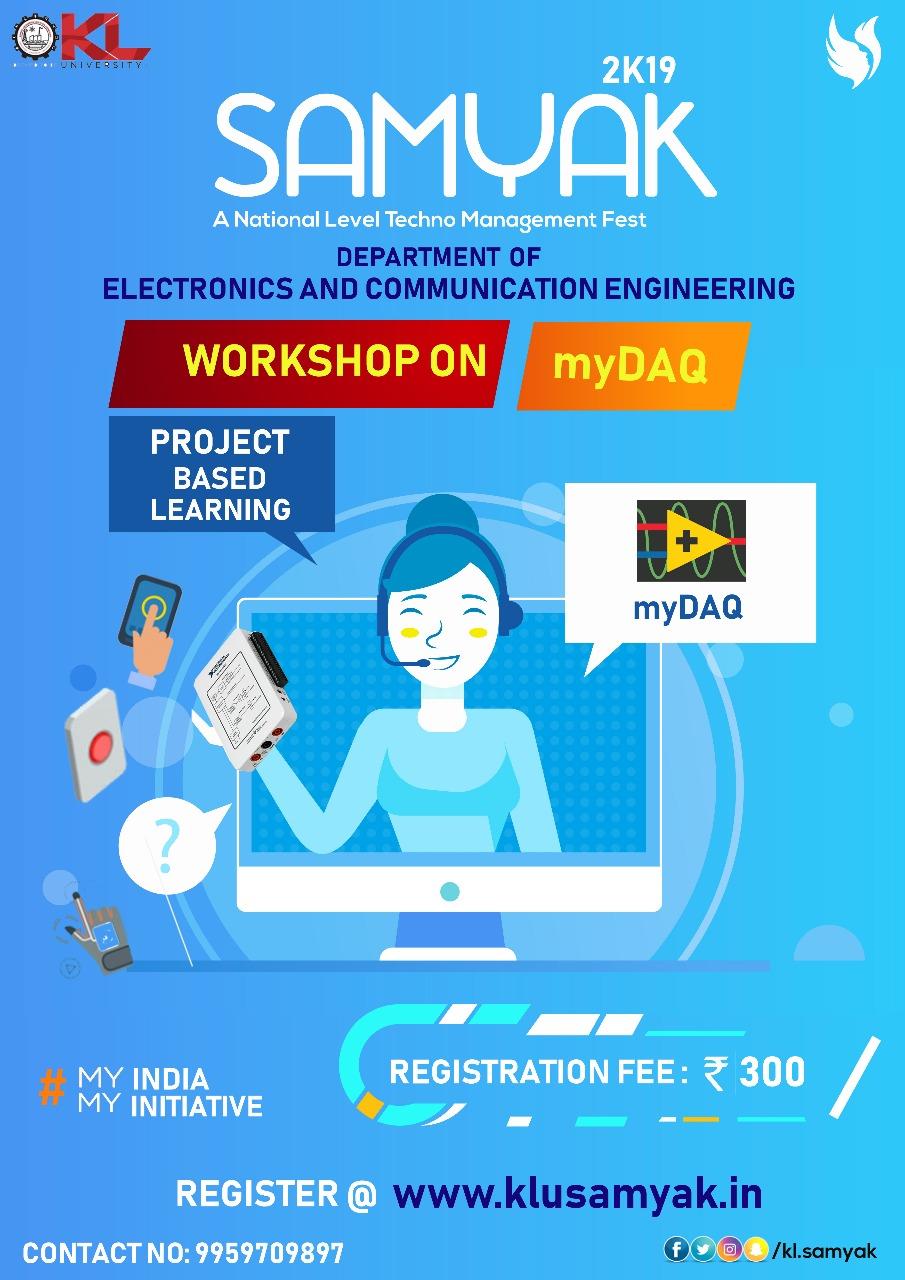 KL
UNIVERSITY
2K19
SAMYAK
A National Level Techno Management Fest
DEPARTMENT OF
ELECTRONICS AND COMMUNICATION ENGINEERING
WORKSHOP ON myDAQ
PROJECT
BASED
LEARNING
myDAQ
?
# MY INDIA
MY INITIATIVE
REGISTRATION FEE : ₹ 300
REGISTER @ www.klusamyak.in
CONTACT NO: 9959709897
/kl.samyak